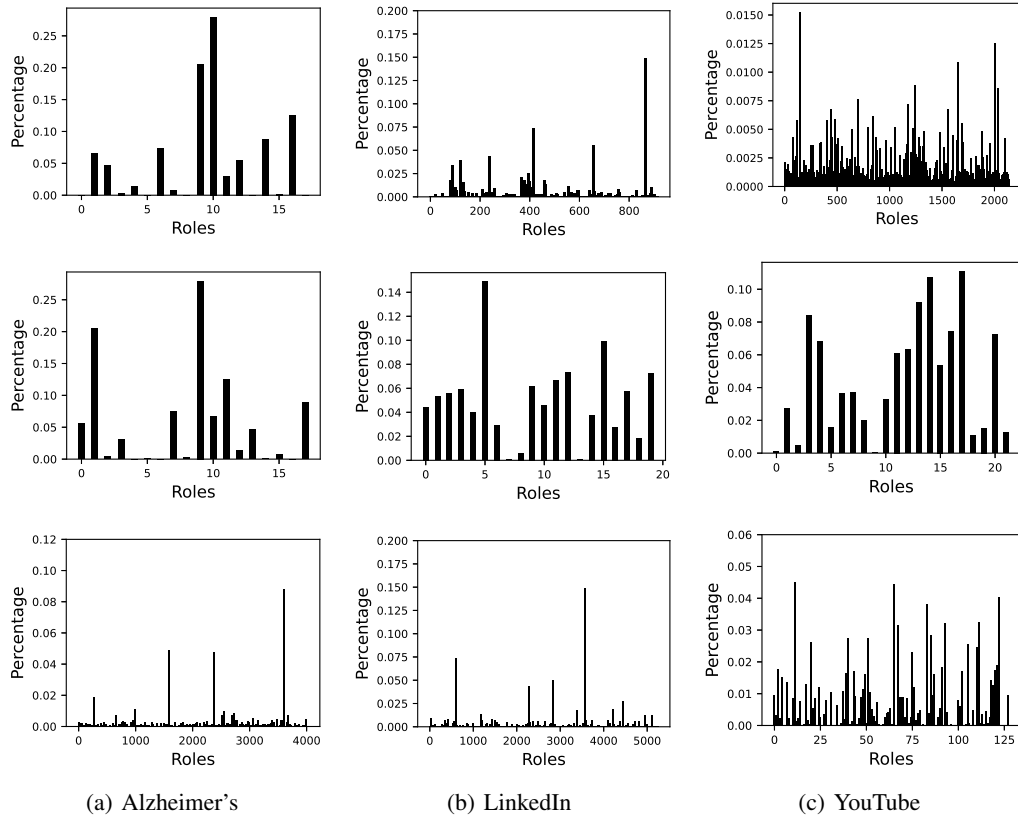 0.25
0.20
0.15
0.10
0.05
0.00
Percentage
0 5 10 15
Roles
0.200
0.175
0.150
0.125
0.100
0.075
0.050
0.025
0.000
Percentage
0 200 400 600 800
Roles
0.0150
0.0125
0.0100
0.0075
0.0050
0.0025
0.0000
Percentage
0 500 1000 1500 2000
Roles
0.25
0.20
0.15
0.10
0.05
0.00
Percentage
0 5 10 15
Roles
0.14
0.12
0.10
0.08
0.06
0.04
0.02
0.00
Percentage
0 5 10 15 20
Roles
0.10
0.08
0.06
0.04
0.02
0.00
Percentage
0 5 10 15 20
Roles
0.12
0.10
0.08
0.06
0.04
0.02
0.00
Percentage
0 1000 2000 3000 4000
Roles
0.200
0.175
0.150
0.125
0.100
0.075
0.050
0.025
0.000
Percentage
0 1000 2000 3000 4000 5000
Roles
0.06
0.05
0.04
0.03
0.02
0.01
0.00
Percentage
0 25 50 75 100 125
Roles
(a) Alzheimer's
(b) LinkedIn
(c) YouTube